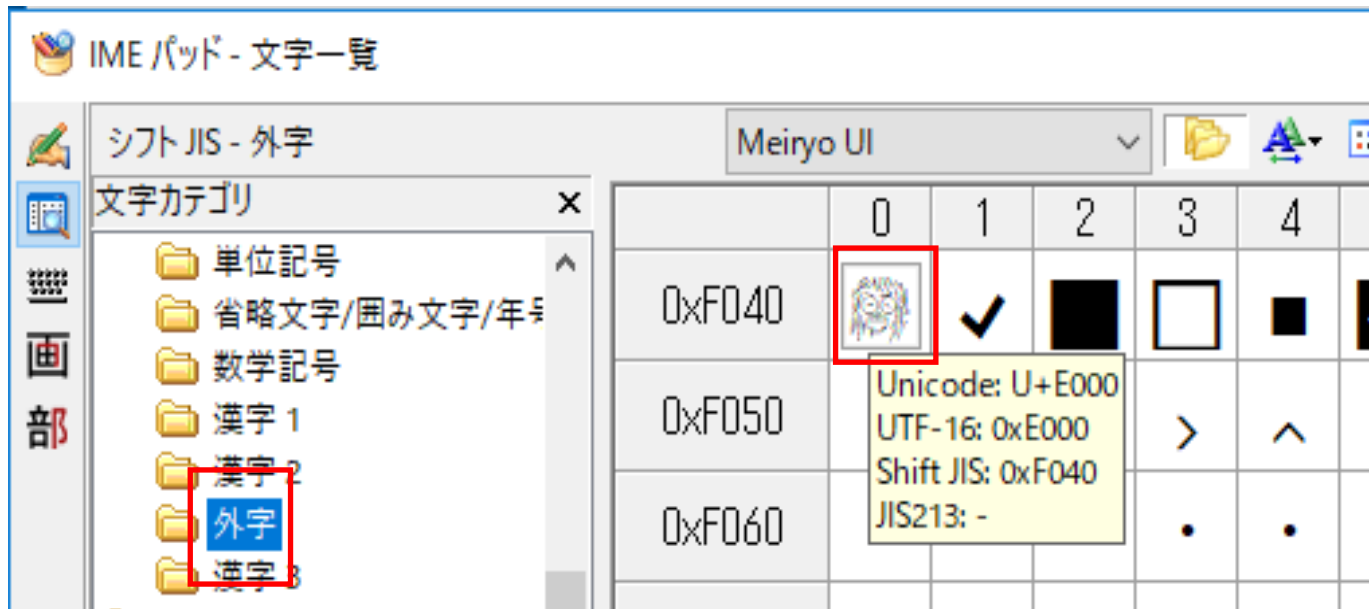 IME パッド - 文字一覧
シフト JIS - 外字
Meiryo UI
文字カテゴリ
単位記号
省略文字/囲み文字/年号
数学記号
漢字 1
漢字 2
外字
漢字 3
0 1 2 3 4
0xF040
0xF050
0xF060
Unicode: U+E000
UTF-16: 0xE000
Shift JIS: 0xF040
JIS213: -
画
部